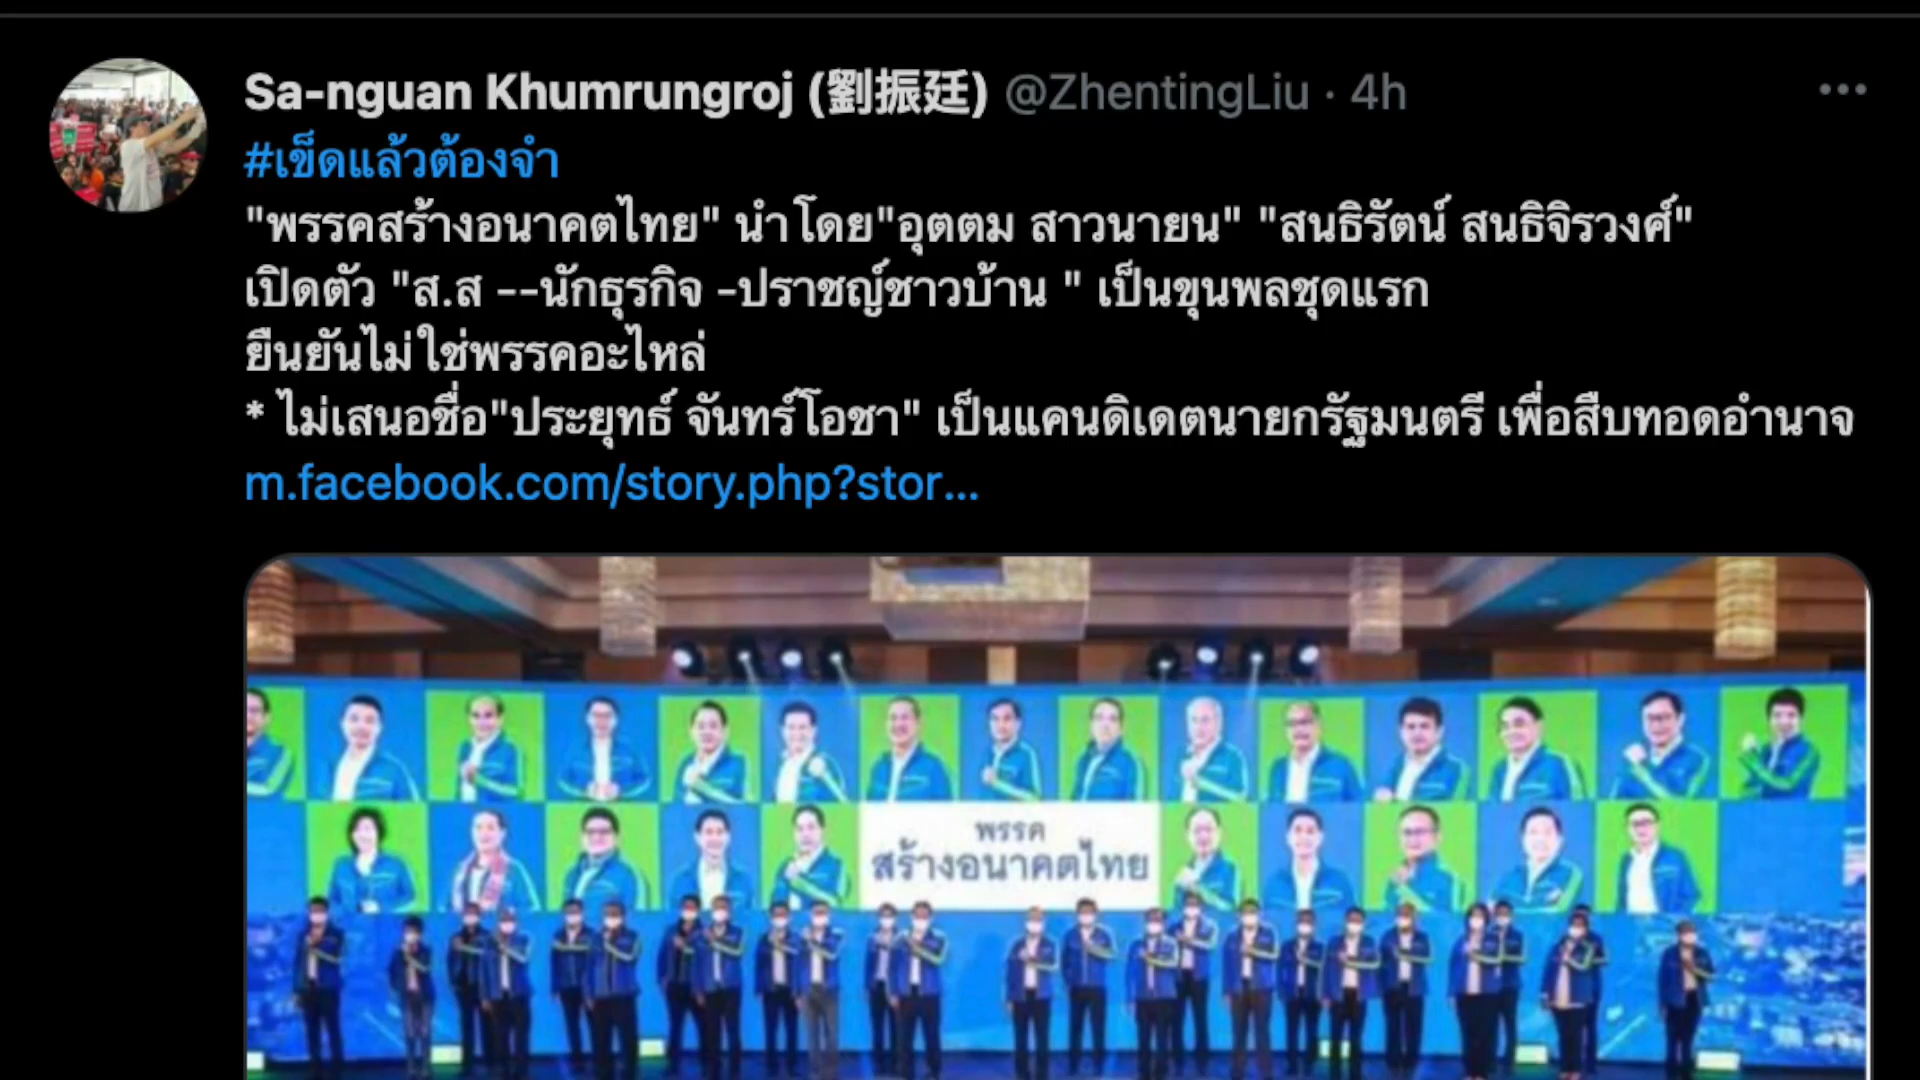 Sa-nguan Khumrungroj (劉振廷) @ZhentingLiu · 4h
#เข็ดแล้วต้องจำ
"พรรคสร้างอนาคตไทย" นำโดย"อุตตม สาวนายน" "สนธิรัตน์ สนธิจิรวงศ์"
เปิดตัว "ส.ส --นักธุรกิจ -ปราชญ์ชาวบ้าน " เป็นขุนพลชุดแรก
ยืนยันไม่ใช่พรรคอะไหล่
* ไม่เสนอชื่อ"ประยุทธ์ จันทร์โอชา" เป็นแคนดิเดตนายกรัฐมนตรี เพื่อสืบทอดอำนาจ
m.facebook.com/story.php?stor...
พรรค
สร้างอนาคตไทย